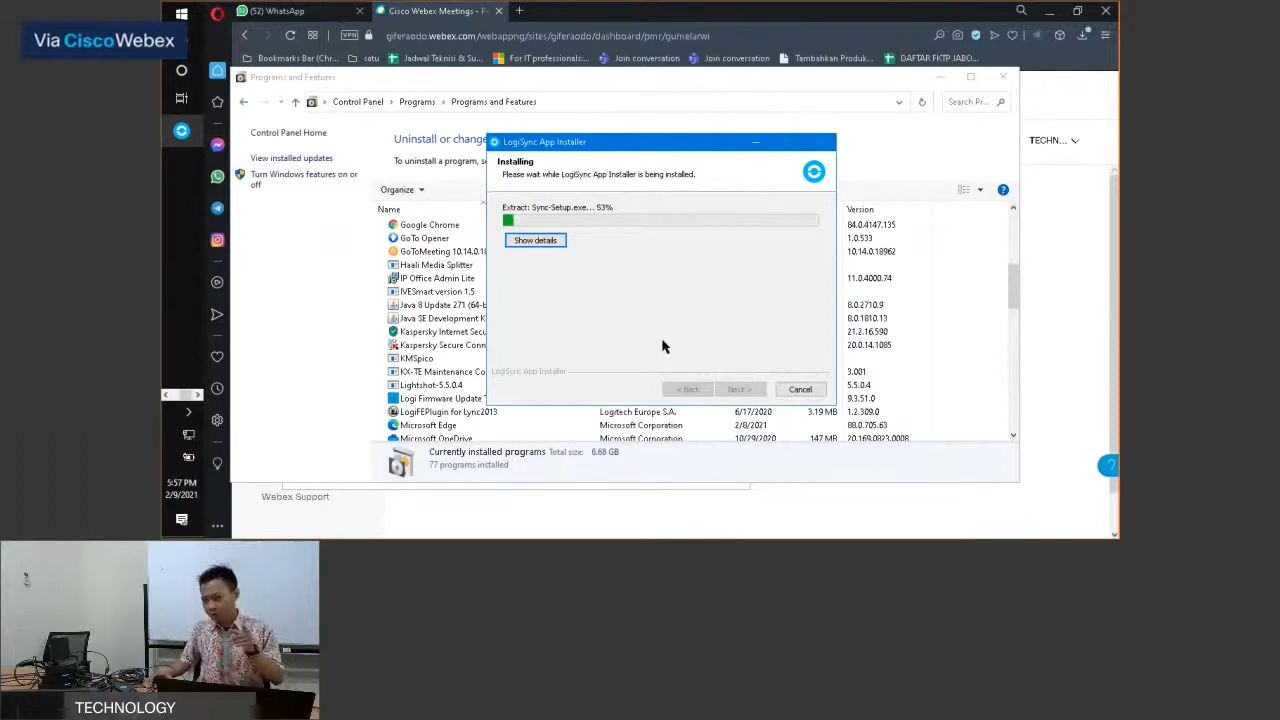 (52) WhatsApp
Cisco Webex Meetings - P
Via Cisco Webex
VPN
giferaodo.webex.com/webappng/sites/giferaodo/dashboard/pmr/gumelarwi
Bookmarks Bar (Chro
satu
Jadwal Teknisi & Su...
For IT professionals:...
Join conversation
Join conversation
Tambahkan Produk...
DAFTAR FKTP JABO...
Programs and Features
Control Panel
Programs
Programs and Features
Search Pr...
Control Panel Home
View installed updates
Turn Windows features on or off
Uninstall or change
To uninstall a program, s
TECHN...
Organize
Name
Version
Google Chrome
84.0.4147.135
GoTo Opener
1.0.533
GoToMeeting 10.14.0.18
10.14.0.18962
Haali Media Splitter
IP Office Admin Lite
11.0.4000.74
IVESmart version 1.5
Java 8 Update 271 (64-b
8.0.2710.9
Java SE Development K
8.0.1810.13
Kaspersky Internet Secu
21.2.16.590
Kaspersky Secure Conn
20.0.14.1085
KMSpico
KX-TE Maintenance Co
3.001
Lightshot-5.5.0.4
5.5.0.4
Logi Firmware Update T
9.3.51.0
LogiFEPlugin for Lync2013
Logitech Europe S.A.
6/17/2020
3.19 MB
1.2.309.0
Microsoft Edge
Microsoft Corporation
2/8/2021
88.0.705.63
Microsoft OneDrive
Microsoft Corporation
10/29/2020
147 MB
20.169.0823.0008
LogiSync App Installer
Installing
Please wait while LogiSync App Installer is being installed.
Extract: Sync-Setup.exe... 53%
Show details
LogiSync App Installer
< Back
Next >
Cancel
Currently installed programs
Total size: 6.68 GB
77 programs installed
5:57 PM
2/9/2021
Webex Support
TECHNOLOGY